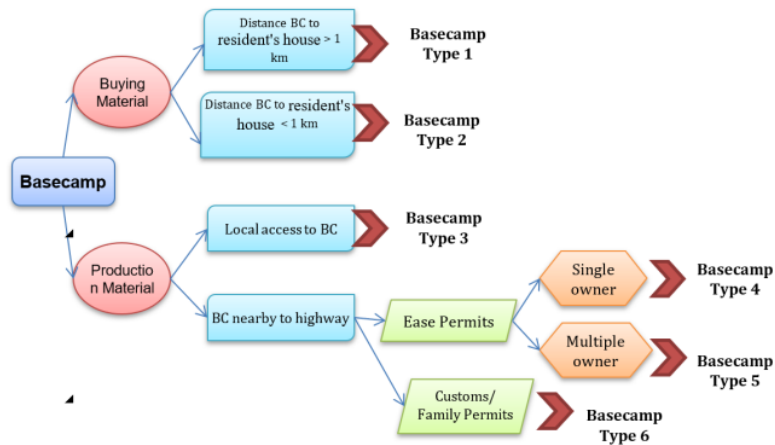 Distance BC to
resident's house > 1
km
Basecamp
Type 1
Buying
Material
Distance BC to resident's
house < 1 km
Basecamp
Type 2
Basecamp
Local access to BC
Basecamp
Type 3
Productio
n Material
BC nearby to highway
Ease Permits
Single
owner
Basecamp
Type 4
Multiple
owner
Basecamp
Type 5
Customs/
Family Permits
Basecamp
Type 6